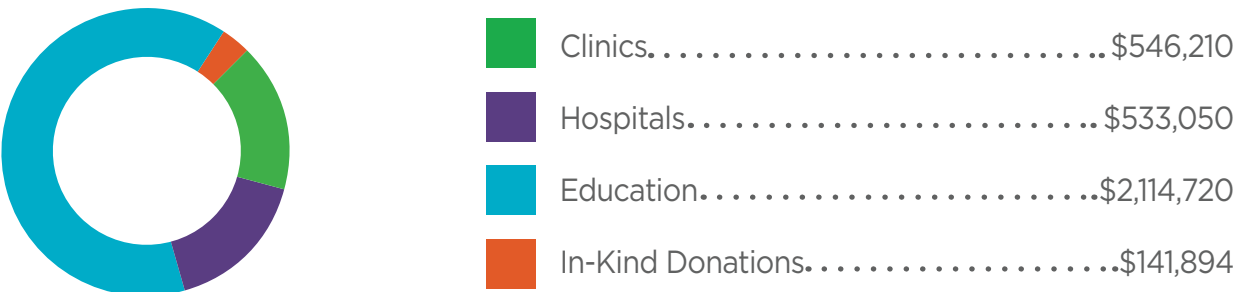 Clinics. . . . . . . . . . . . . . . . . . . . . . . . . . .. $546,210
Hospitals. . . . . . . . . . . . . . . . . . . . . . . . .. $533,050
Education. . . . . . . . . . . . . . . . . . . . . . . ..$2,114,720
In-Kind Donations. . . . . . . . . . . . . . . . . . ..$141,894